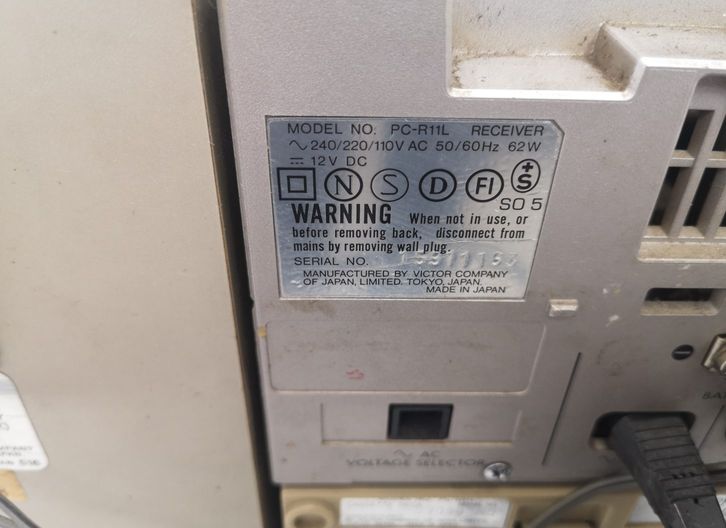 MODEL NO. PC-R11L RECEIVER
∿ 240/220/110V AC 50/60Hz 62W
⎓ 12V DC
N S D FI +S
SO 5
WARNING When not in use, or
before removing back, disconnect from
mains by removing wall plug.
SERIAL NO.
MANUFACTURED BY VICTOR COMPANY
OF JAPAN, LIMITED. TOKYO, JAPAN.
MADE IN JAPAN
∿ AC
VOLTAGE SELECTOR